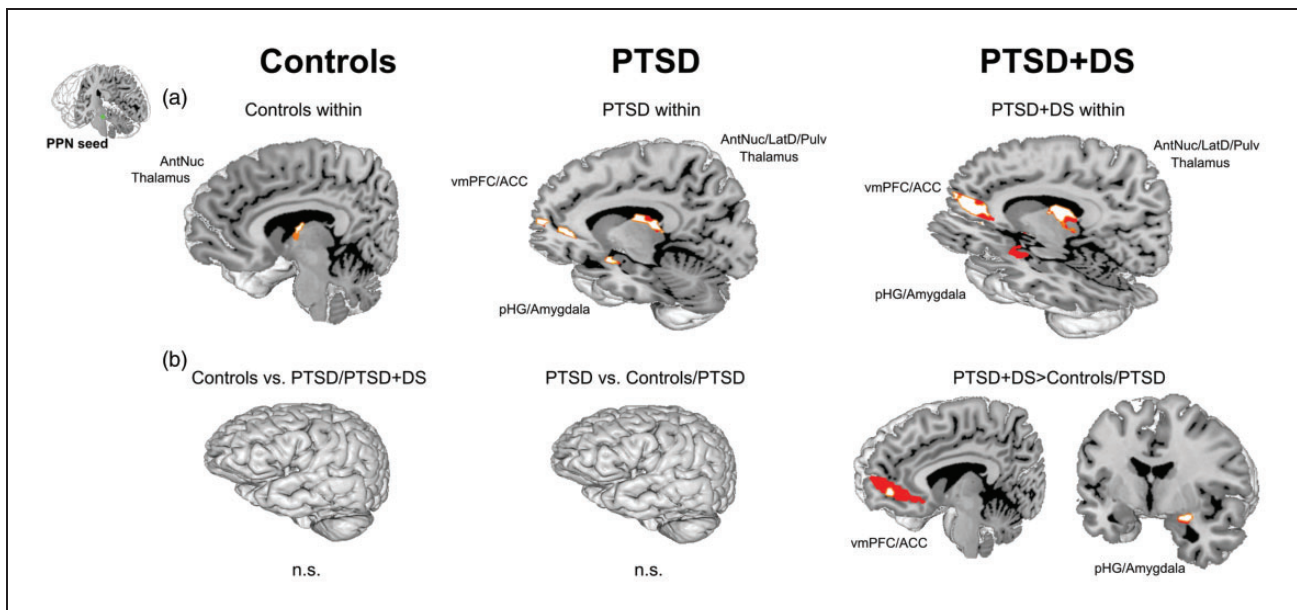 Controls
PTSD
PTSD+DS
(a)
Controls within
PTSD within
PTSD+DS within
PPN seed
AntNuc
Thalamus
vmPFC/ACC
AntNuc/LatD/Pulv
Thalamus
pHG/Amygdala
vmPFC/ACC
AntNuc/LatD/Pulv
Thalamus
pHG/Amygdala
(b)
Controls vs. PTSD/PTSD+DS
PTSD vs. Controls/PTSD
PTSD+DS>Controls/PTSD
n.s.
n.s.
vmPFC/ACC
pHG/Amygdala